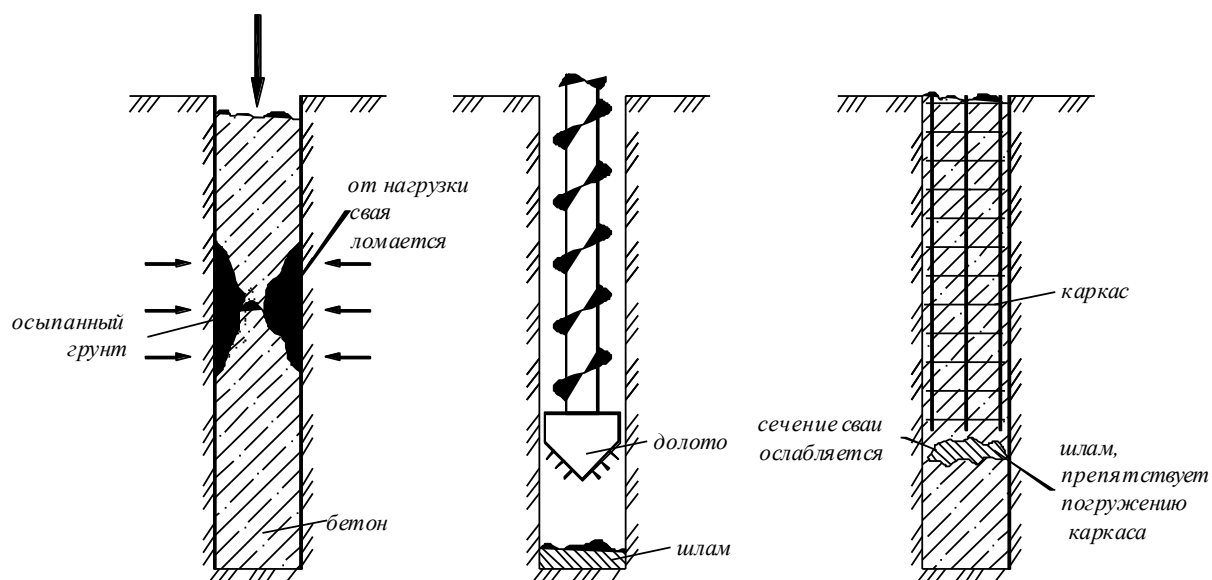 от нагрузки
свая
ломается
осыпанный
грунт
бетон
долото
шлам
каркас
сечение сваи
ослабляется
шлам,
препятствует
погружению
каркаса